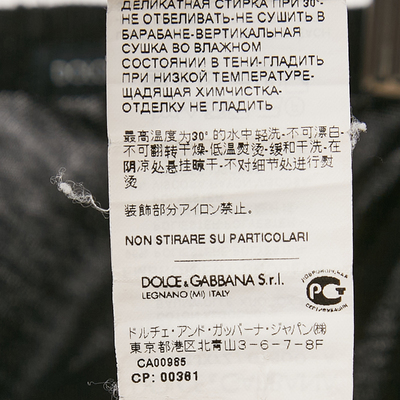 ДЕЛИКАТНАЯ СТИРКА ПРИ 30°-
НЕ ОТБЕЛИВАТЬ-НЕ СУШИТЬ В
БАРАБАНЕ-ВЕРТИКАЛЬНАЯ
СУШКА ВО ВЛАЖНОМ
СОСТОЯНИИ В ТЕНИ-ГЛАДИТЬ
ПРИ НИЗКОЙ ТЕМПЕРАТУРЕ-
ЩАДЯЩАЯ ХИМЧИСТКА-
ОТДЕЛКУ НЕ ГЛАДИТЬ
最高温度为30°的水中轻洗-不可漂白-
不可翻转干燥-低温熨烫-缓和干洗-在
阴凉处悬挂晾干-不对细节处进行熨
烫
装飾部分アイロン禁止。
NON STIRARE SU PARTICOLARI
DOLCE & GABBANA S.r.l.
LEGNANO (MI) ITALY
ДОБРОВОЛЬНАЯ
РСТ
СЕРТИФИКАЦИЯ
ドルチェ・アンド・ガッバーナ・ジャパン㈱
東京都港区北青山3-6-7-8F
CA00985
CP: 00361